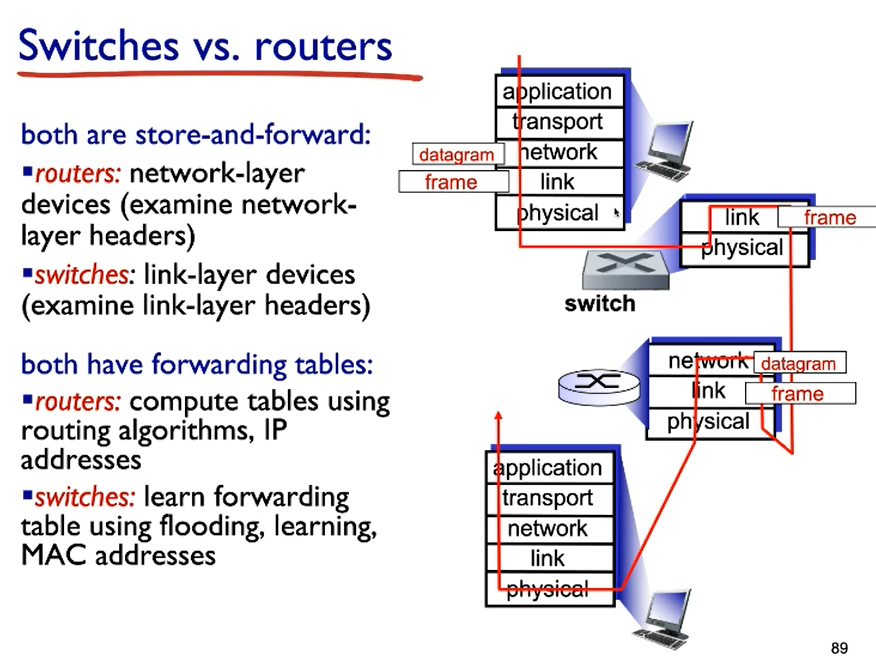 Switches vs. routers
both are store-and-forward:
▪routers: network-layer
devices (examine network-
layer headers)
▪switches: link-layer devices
(examine link-layer headers)
both have forwarding tables:
▪routers: compute tables using
routing algorithms, IP
addresses
▪switches: learn forwarding
table using flooding, learning,
MAC addresses
application
transport
datagram
network
frame
link
physical
link
frame
physical
switch
network
datagram
link
frame
physical
application
transport
network
link
physical
89